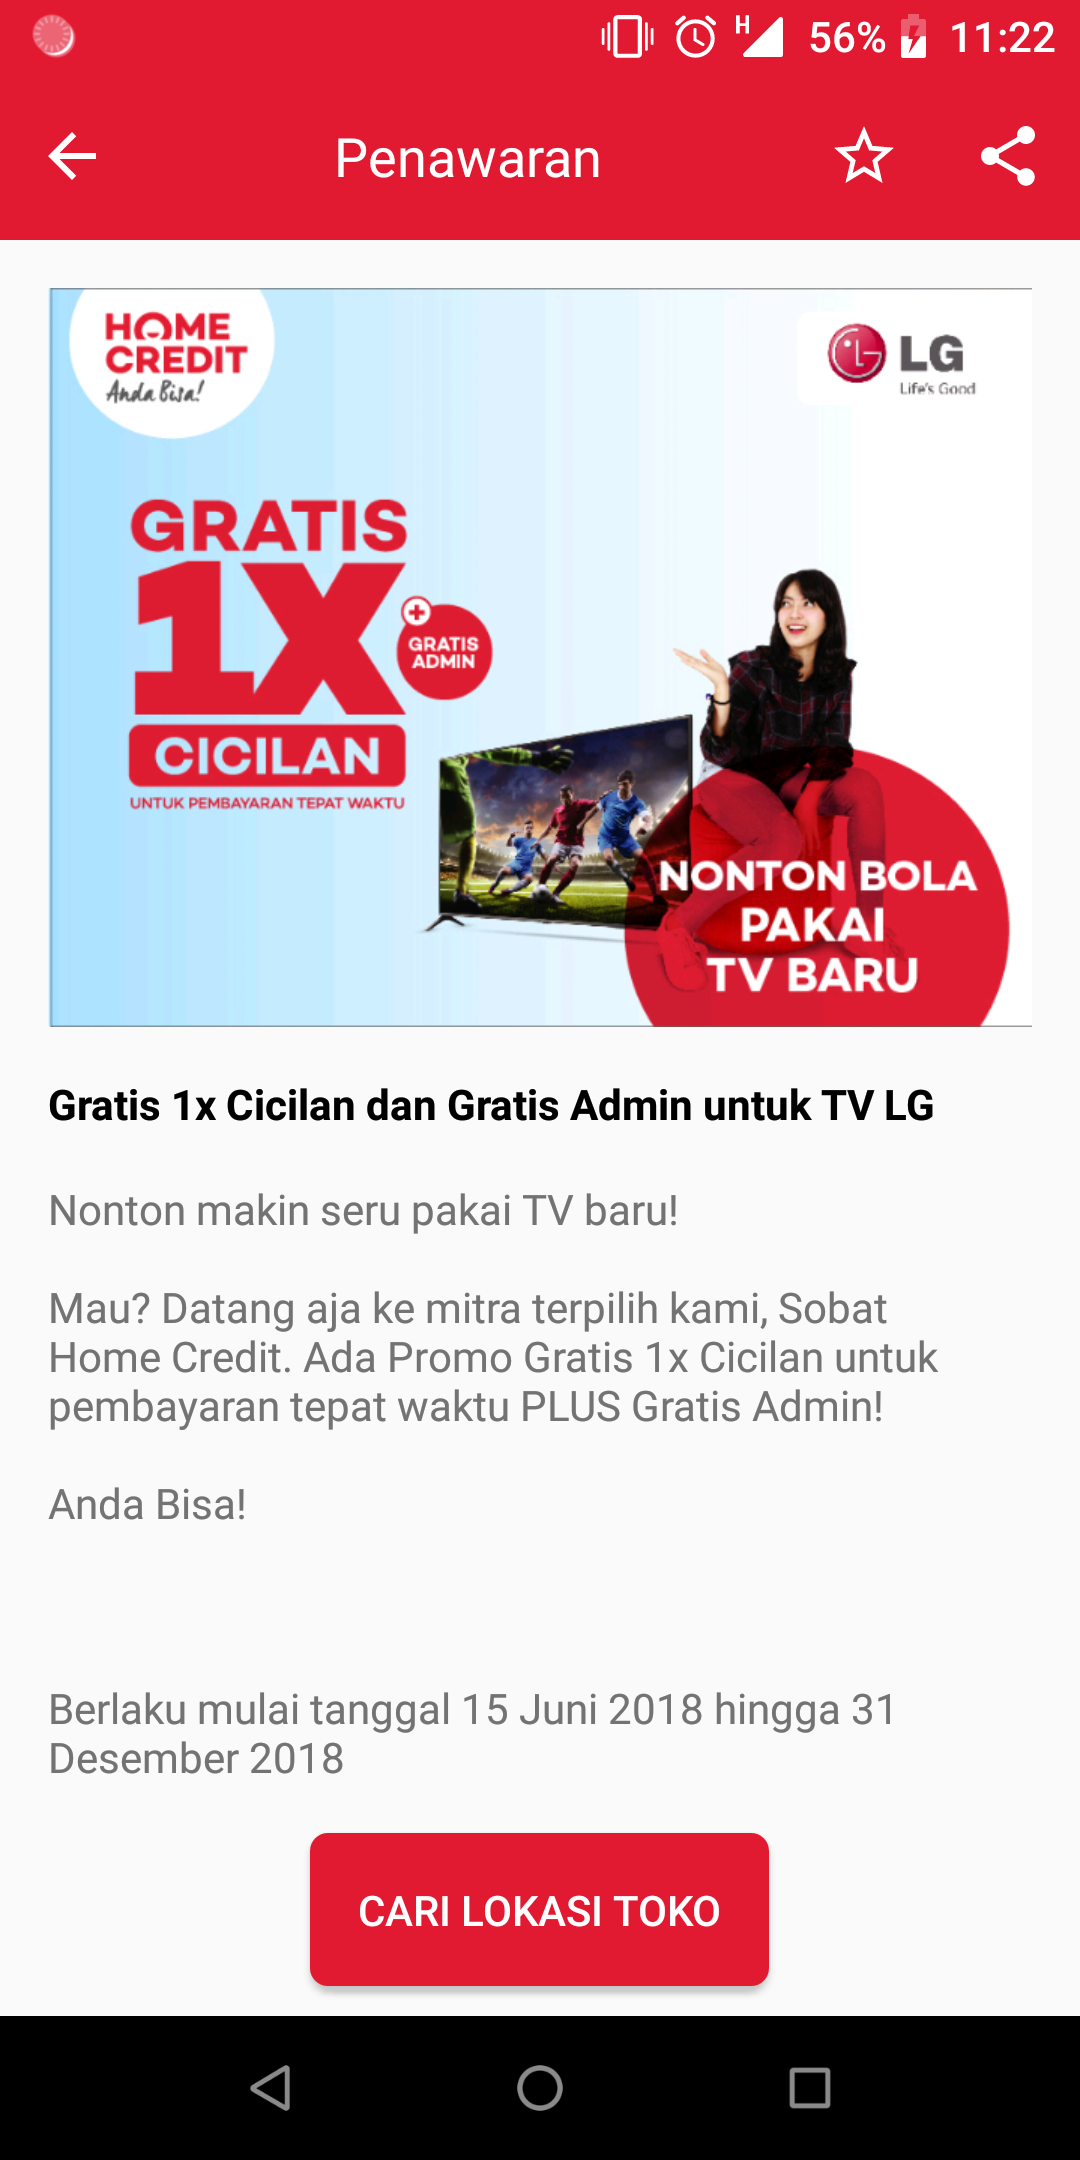 H 56% 11:22
Penawaran
HOME
CREDIT
Anda Bisa!
LG
Life's Good
GRATIS
1X
+
GRATIS
ADMIN
CICILAN
UNTUK PEMBAYARAN TEPAT WAKTU
NONTON BOLA
PAKAI
TV BARU
Gratis 1x Cicilan dan Gratis Admin untuk TV LG
Nonton makin seru pakai TV baru!
Mau? Datang aja ke mitra terpilih kami, Sobat
Home Credit. Ada Promo Gratis 1x Cicilan untuk
pembayaran tepat waktu PLUS Gratis Admin!
Anda Bisa!
Berlaku mulai tanggal 15 Juni 2018 hingga 31
Desember 2018
CARI LOKASI TOKO